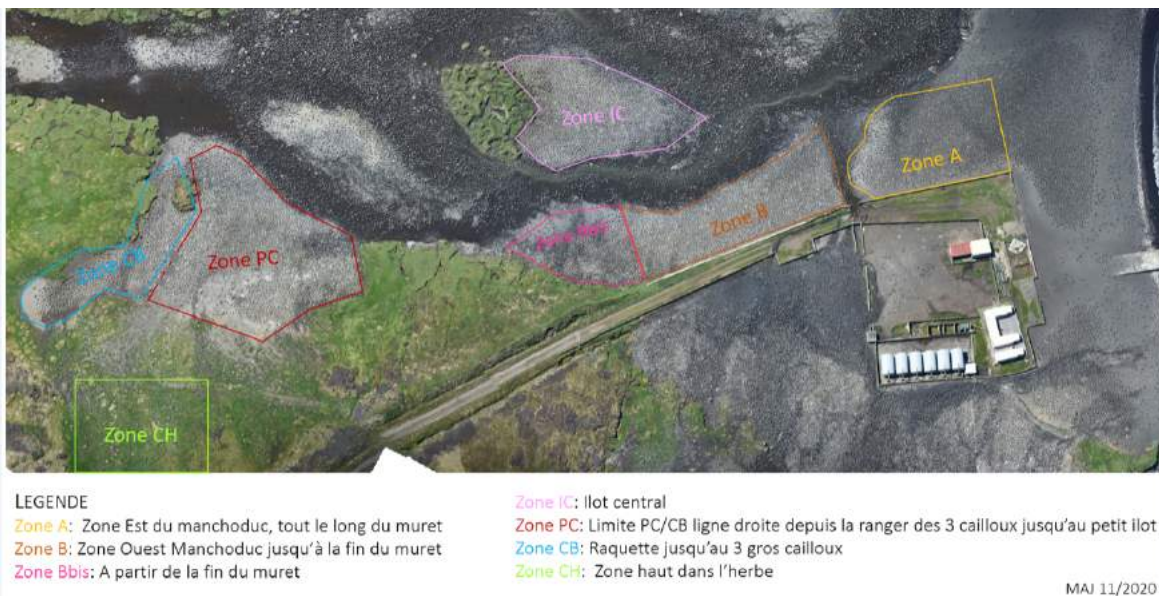 Zone IC
Zone A
Zone B
Zone Bbis
Zone CB
Zone PC
Zone CH
LEGENDE
Zone A: Zone Est du manchoduc, tout le long du muret
Zone B: Zone Ouest Manchoduc jusqu'à la fin du muret
Zone Bbis: A partir de la fin du muret
Zone IC: Ilot central
Zone PC: Limite PC/CB ligne droite depuis la ranger des 3 cailloux jusqu'au petit ilot
Zone CB: Raquette jusqu'au 3 gros cailloux
Zone CH: Zone haut dans l'herbe
MAJ 11/2020